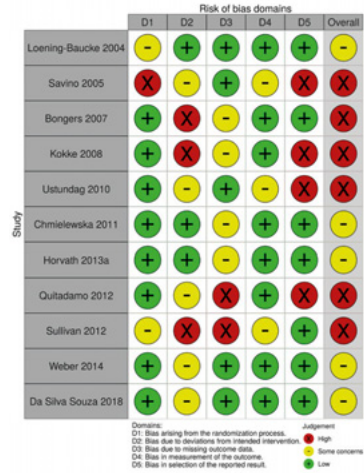 Risk of bias domains
D1 D2 D3 D4 D5 Overall
Loening-Baucke 2004 - + + + + -
Savino 2005 X - + - X X
Bongers 2007 + X - + + X
Kokke 2008 + X - + X X
Ustundag 2010 + - + - X X
Chmielewska 2011 + + - + + -
Horvath 2013a + + - + + -
Quitadamo 2012 + - X + X X
Sullivan 2012 - X X - + X
Weber 2014 + - + + + -
Da Silva Souza 2018 + - + + + -
Study
Domains:
D1: Bias arising from the randomization process.
D2: Bias due to deviations from intended intervention.
D3: Bias due to missing outcome data.
D4: Bias in measurement of the outcome.
D5: Bias in selection of the reported result.
Judgement
X High
- Some concerns
+ Low